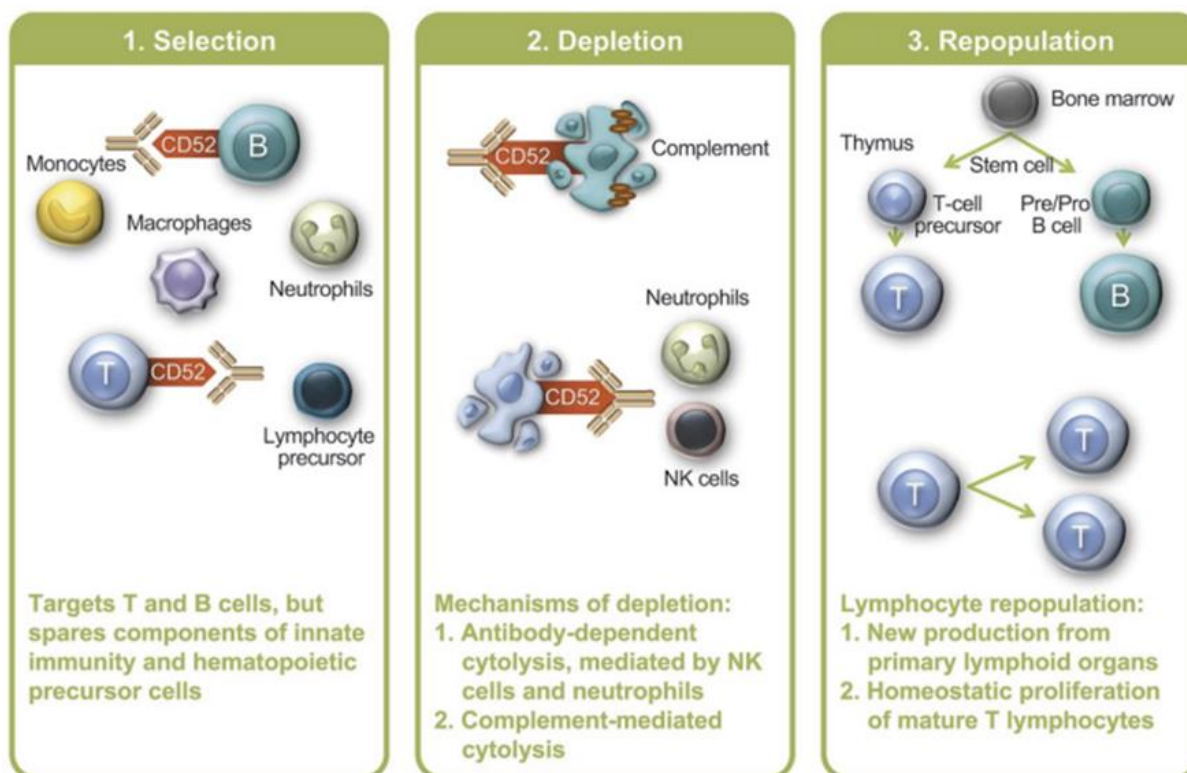 1. Selection
CD52
B
Monocytes
Macrophages
Neutrophils
T
CD52
Lymphocyte
precursor
Targets T and B cells, but
spares components of innate
immunity and hematopoietic
precursor cells
2. Depletion
CD52
Complement
Neutrophils
CD52
NK cells
Mechanisms of depletion:
1. Antibody-dependent
cytolysis, mediated by NK
cells and neutrophils
2. Complement-mediated
cytolysis
3. Repopulation
Bone marrow
Thymus
Stem cell
T-cell
precursor
Pre/Pro
B cell
T
B
T
T
T
Lymphocyte repopulation:
1. New production from
primary lymphoid organs
2. Homeostatic proliferation
of mature T lymphocytes